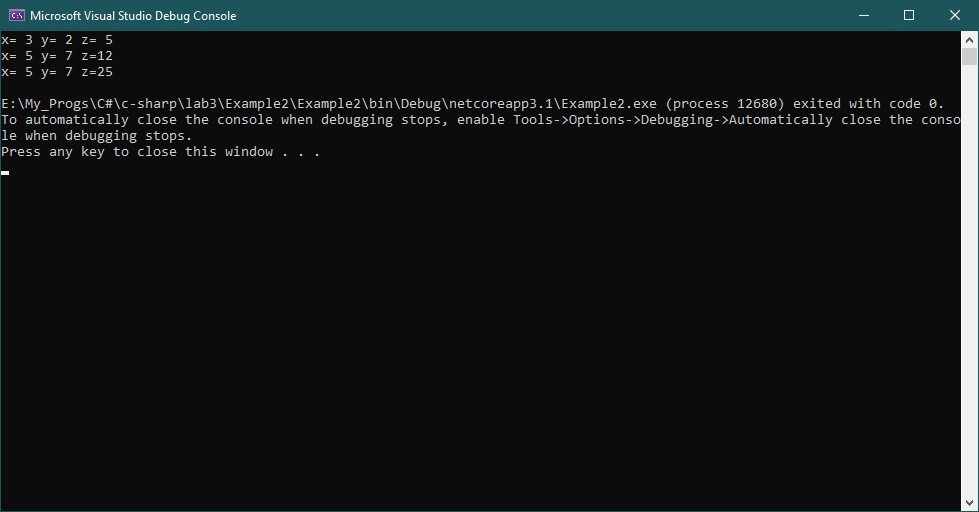 Microsoft Visual Studio Debug Console
x= 3 y= 2 z= 5
x= 5 y= 7 z=12
x= 5 y= 7 z=25
E:\My_Progs\C#\c-sharp\lab3\Example2\Example2\bin\Debug\netcoreapp3.1\Example2.exe (process 12680) exited with code 0.
To automatically close the console when debugging stops, enable Tools->Options->Debugging->Automatically close the conso
le when debugging stops.
Press any key to close this window . . .